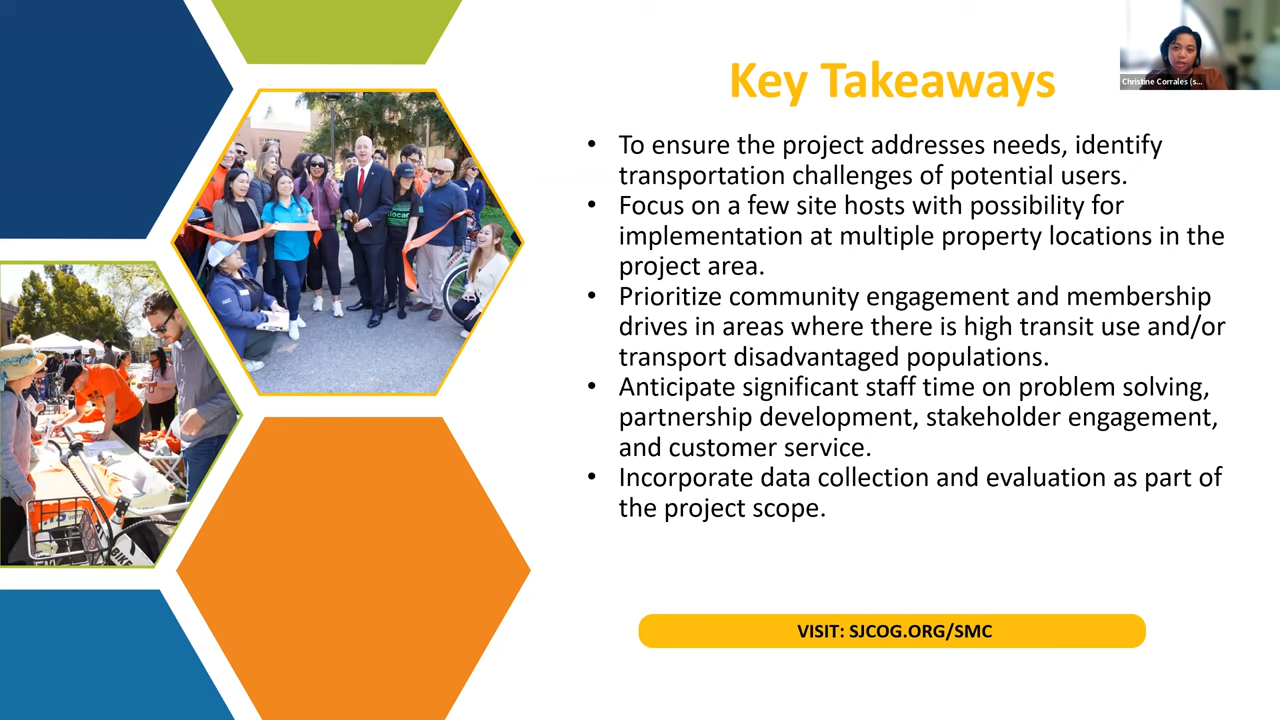 Key Takeaways
Christine Corrales (s...
• To ensure the project addresses needs, identify
transportation challenges of potential users.
• Focus on a few site hosts with possibility for
implementation at multiple property locations in the
project area.
• Prioritize community engagement and membership
drives in areas where there is high transit use and/or
transport disadvantaged populations.
• Anticipate significant staff time on problem solving,
partnership development, stakeholder engagement,
and customer service.
• Incorporate data collection and evaluation as part of
the project scope.
BIKE
VISIT: SJCOG.ORG/SMC